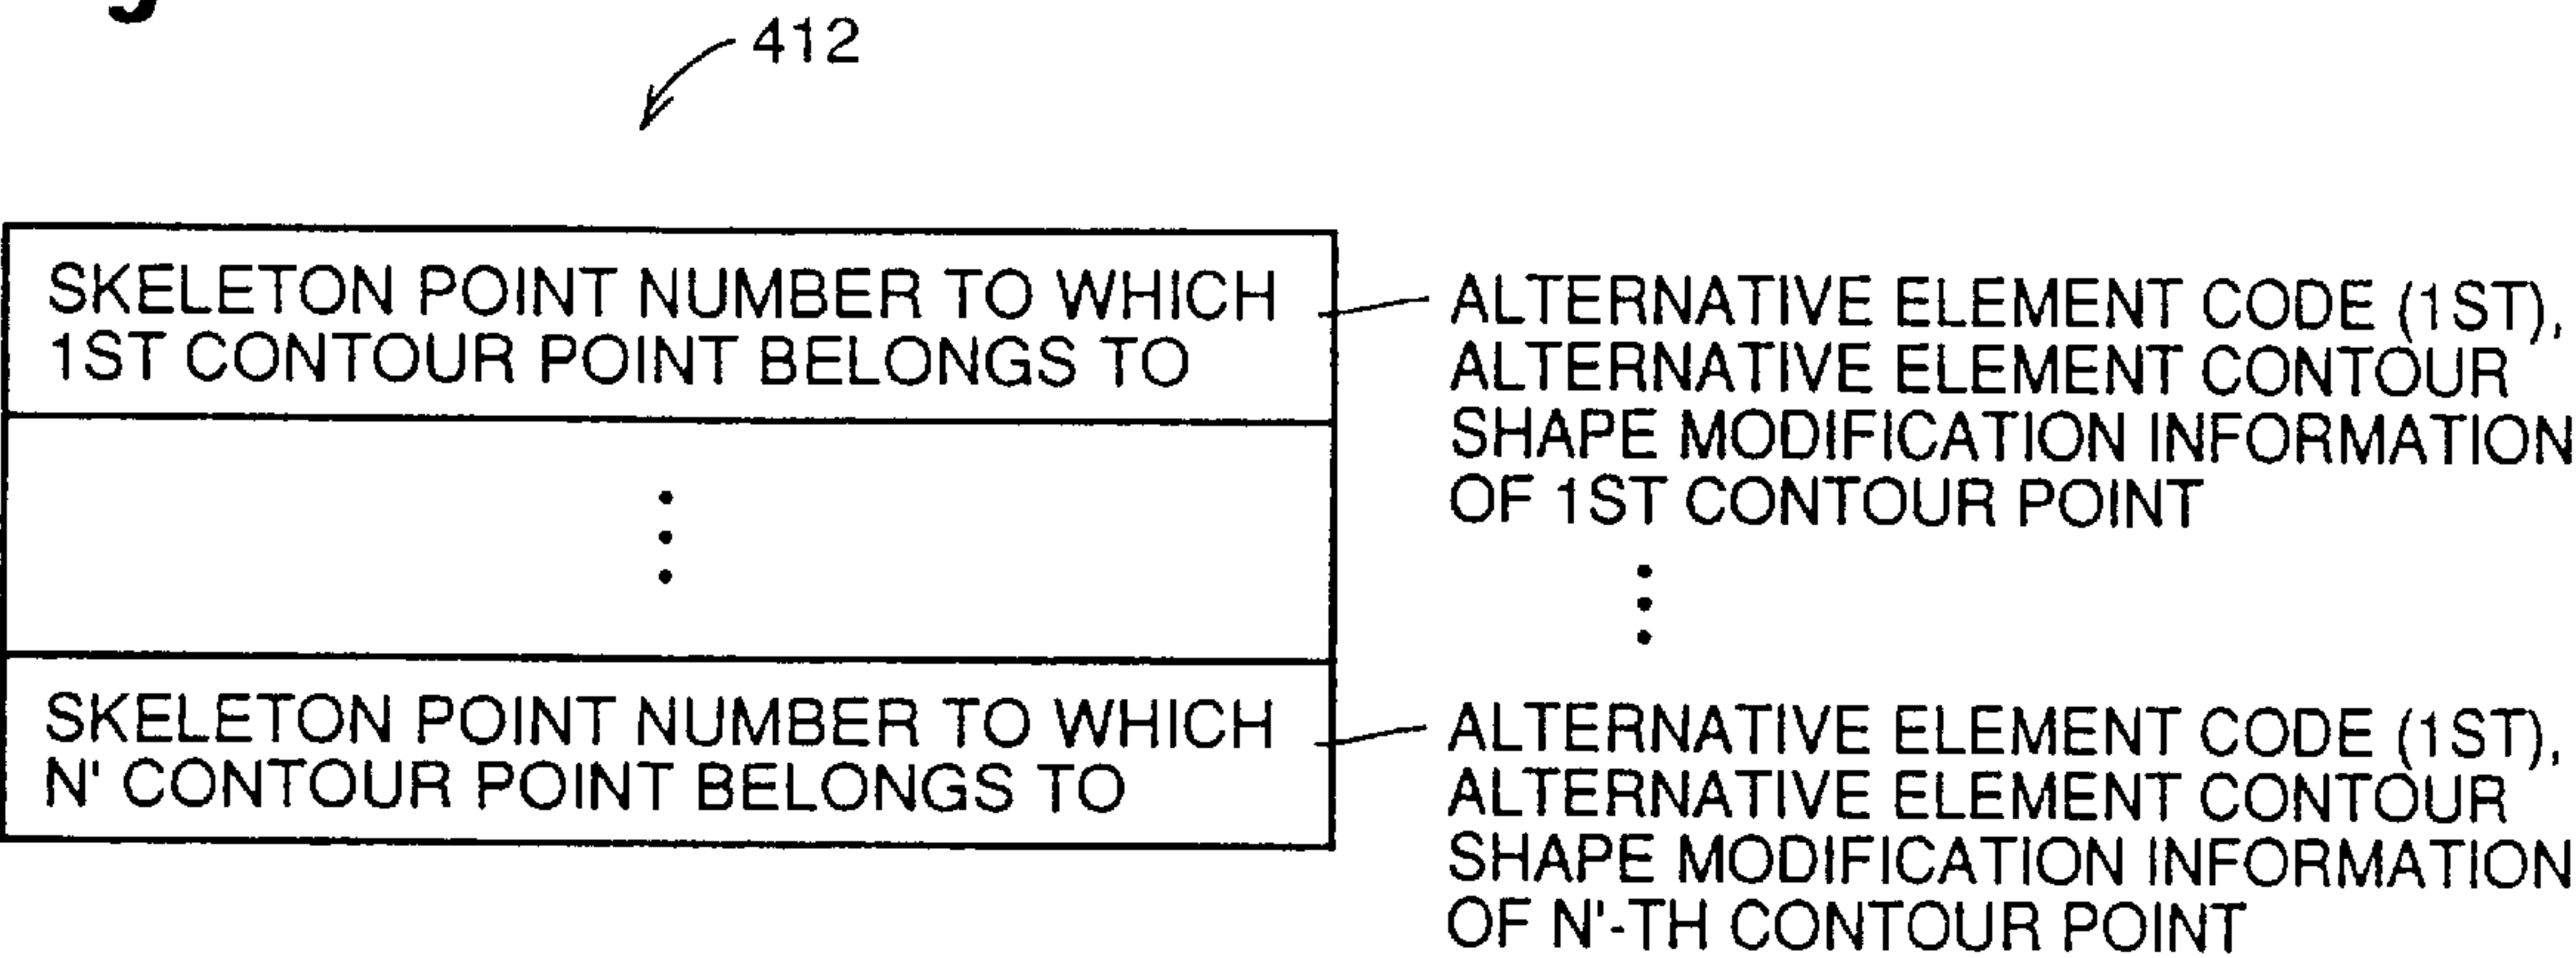 412
SKELETON POINT NUMBER TO WHICH
1ST CONTOUR POINT BELONGS TO
ALTERNATIVE ELEMENT CODE (1ST),
ALTERNATIVE ELEMENT CONTOUR
SHAPE MODIFICATION INFORMATION
OF 1ST CONTOUR POINT
SKELETON POINT NUMBER TO WHICH
N' CONTOUR POINT BELONGS TO
ALTERNATIVE ELEMENT CODE (1ST),
ALTERNATIVE ELEMENT CONTOUR
SHAPE MODIFICATION INFORMATION
OF N'-TH CONTOUR POINT